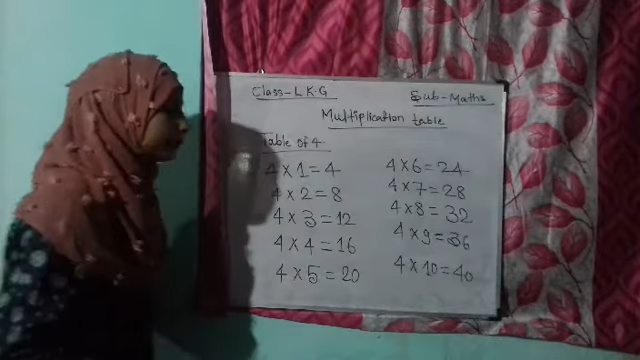 Class - L K.G
Sub - Maths
Multiplication table
Table of 4
4 × 1 = 4
4 × 2 = 8
4 × 3 = 12
4 × 4 = 16
4 × 5 = 20
4 × 6 = 24
4 × 7 = 28
4 × 8 = 32
4 × 9 = 36
4 × 10 = 40